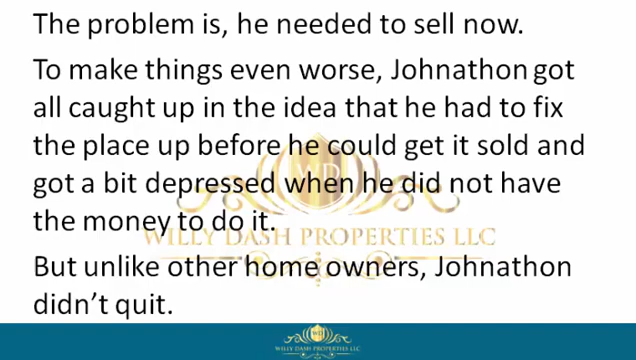 The problem is, he needed to sell now.
To make things even worse, Johnathon got
all caught up in the idea that he had to fix
the place up before he could get it sold and
got a bit depressed when he did not have
the money to do it.
WILLY DASH PROPERTIES LLC
But unlike other home owners, Johnathon
didn't quit.
WILLY DASH PROPERTIES LLC